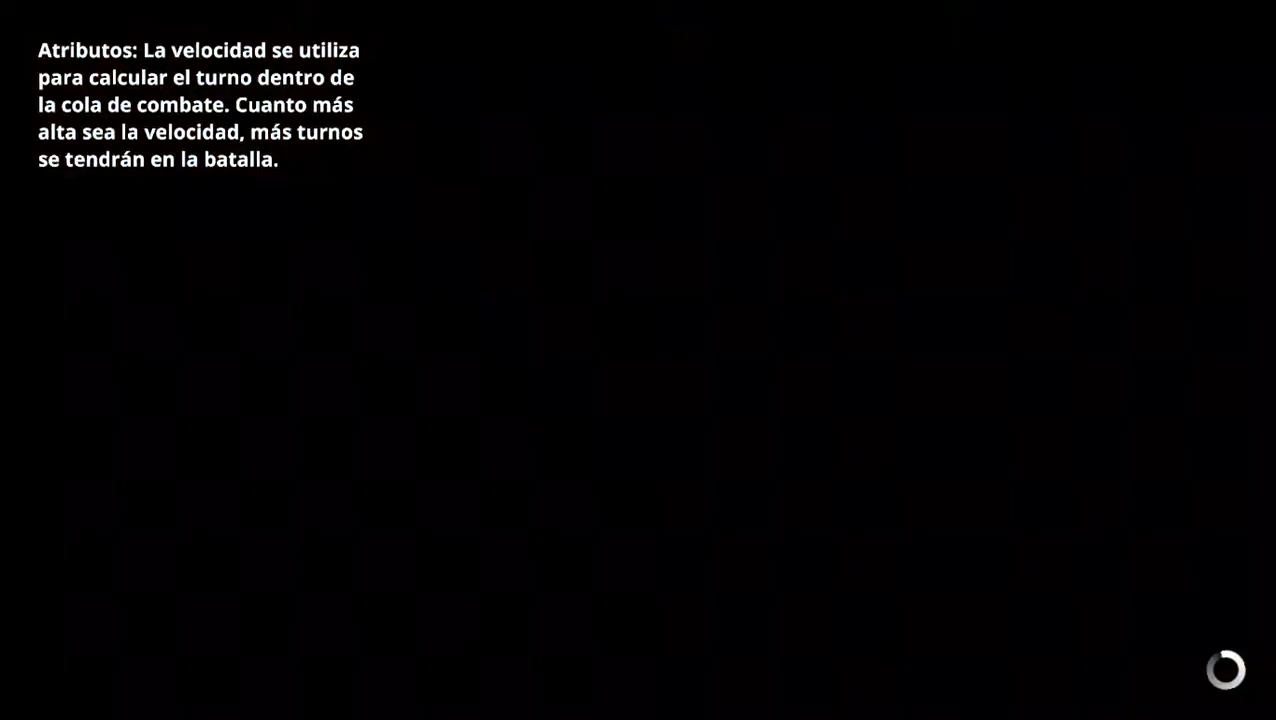 Atributos: La velocidad se utiliza
para calcular el turno dentro de
la cola de combate. Cuanto más
alta sea la velocidad, más turnos
se tendrán en la batalla.